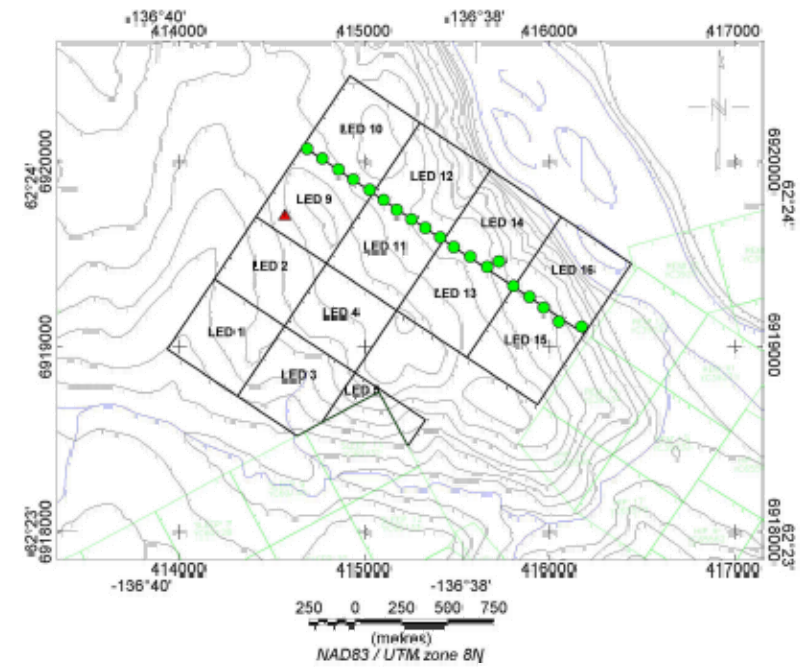 -136°40' -136°38'
414000 415000 416000 417000
62°24' 6920000 6920000 62°24'
LED 10
LED 12
LED 9
LED 14
LED 11
LED 2
LED 16
LED 13
LED 4
LED 1
LED 15
6919000 6919000
LED 3
LED 5
62°23' 6918000 6918000 62°23'
414000 415000 416000 417000
-136°40' -136°38'
250 0 250 500 750
(metres)
NAD83 / UTM zone 8N